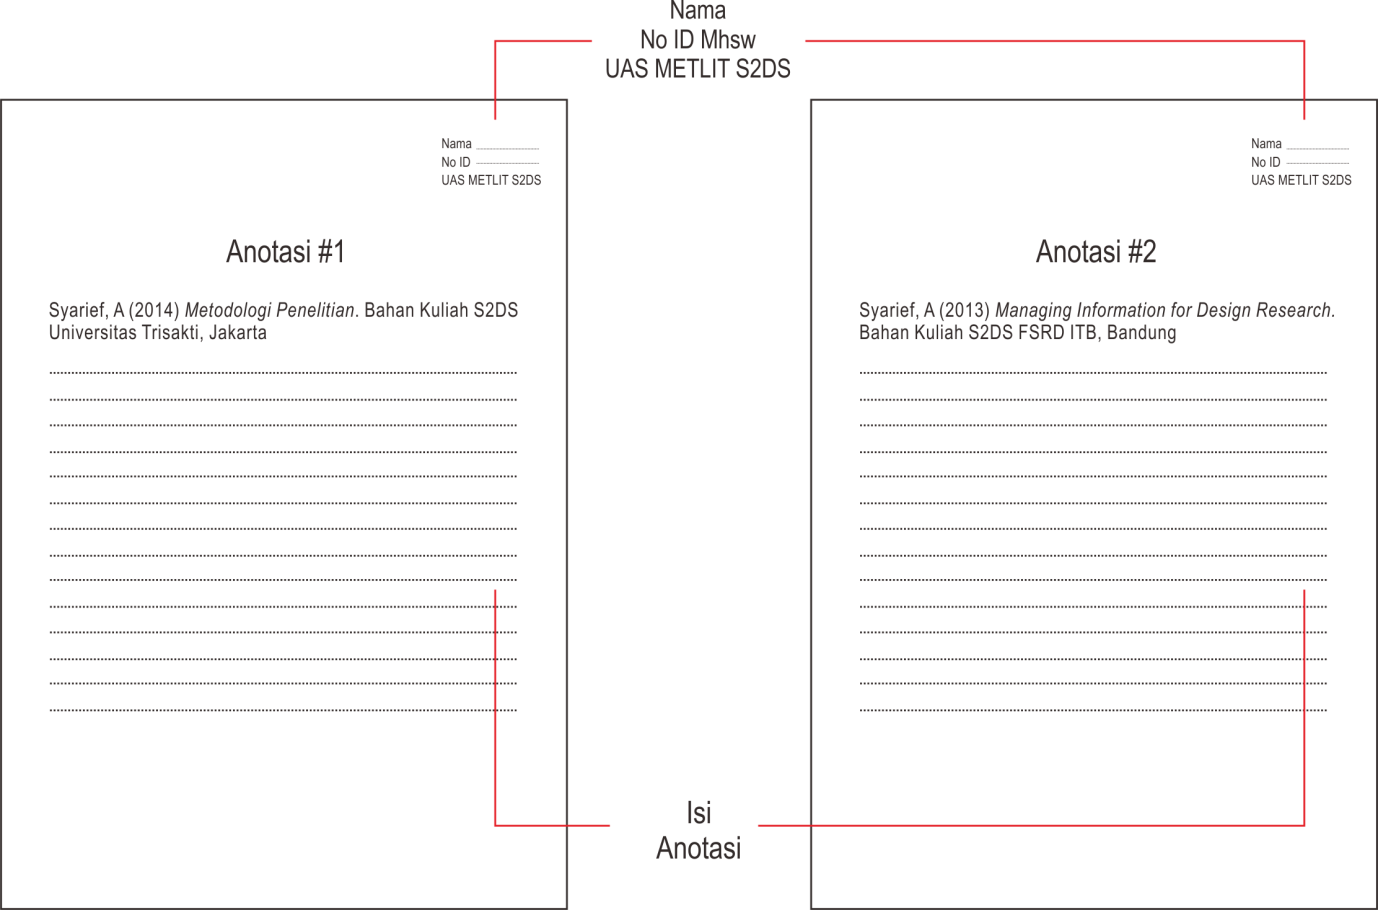 Nama
No ID Mhsw
UAS METLIT S2DS
Nama
No ID
UAS METLIT S2DS
Anotasi #1
Syarief, A (2014) Metodologi Penelitian. Bahan Kuliah S2DS
Universitas Trisakti, Jakarta
Nama
No ID
UAS METLIT S2DS
Anotasi #2
Syarief, A (2013) Managing Information for Design Research.
Bahan Kuliah S2DS FSRD ITB, Bandung
Isi
Anotasi